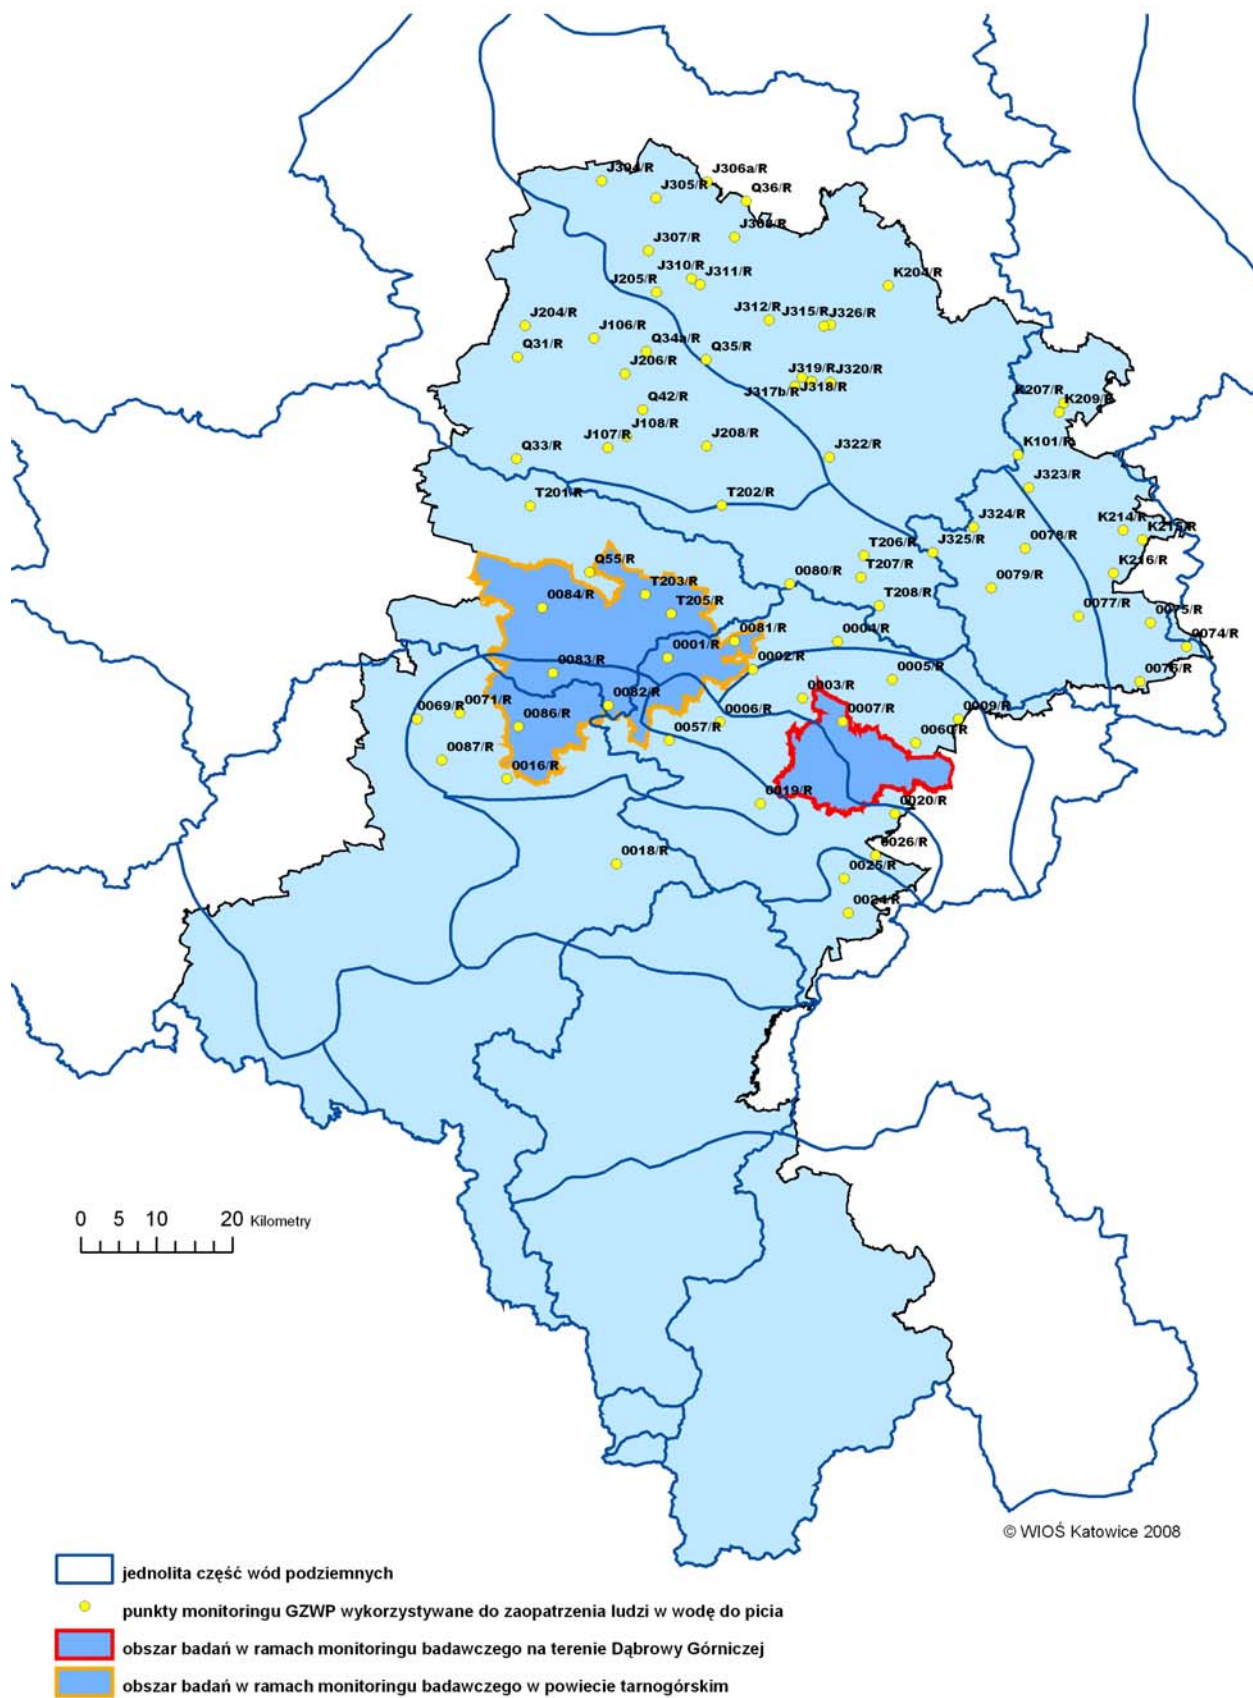 J304/R
J306a/R
J305/R
Q36/R
J307/R
J310/R
J311/R
J205/R
K204/R
J204/R
J106/R
J312/R
J315/R
J326/R
Q31/R
Q34a/R
Q35/R
J206/R
J319/R
J320/R
J317b/R
J318/R
K207/R
K209/R
Q42/R
J108/R
J107/R
J208/R
J322/R
K101/R
Q33/R
J323/R
T201/R
T202/R
J324/R
K214/R
K215/R
J325/R
0078/R
T206/R
Q55/R
T207/R
K216/R
T203/R
0080/R
0079/R
0084/R
T205/R
T208/R
0077/R
0075/R
0081/R
0004/R
0074/R
0001/R
0002/R
0083/R
0005/R
0076/R
0082/R
0003/R
0069/R
0071/R
0086/R
0006/R
0007/R
0009/R
0057/R
0060/R
0087/R
0016/R
0019/R
0020/R
0026/R
0018/R
0025/R
0024/R
0 5 10 20 Kilometry
© WIOŚ Katowice 2008
jednolita część wód podziemnych
punkty monitoringu GZWP wykorzystywane do zaopatrzenia ludzi w wodę do picia
obszar badań w ramach monitoringu badawczego na terenie Dąbrowy Górniczej
obszar badań w ramach monitoringu badawczego w powiecie tarnogórskim